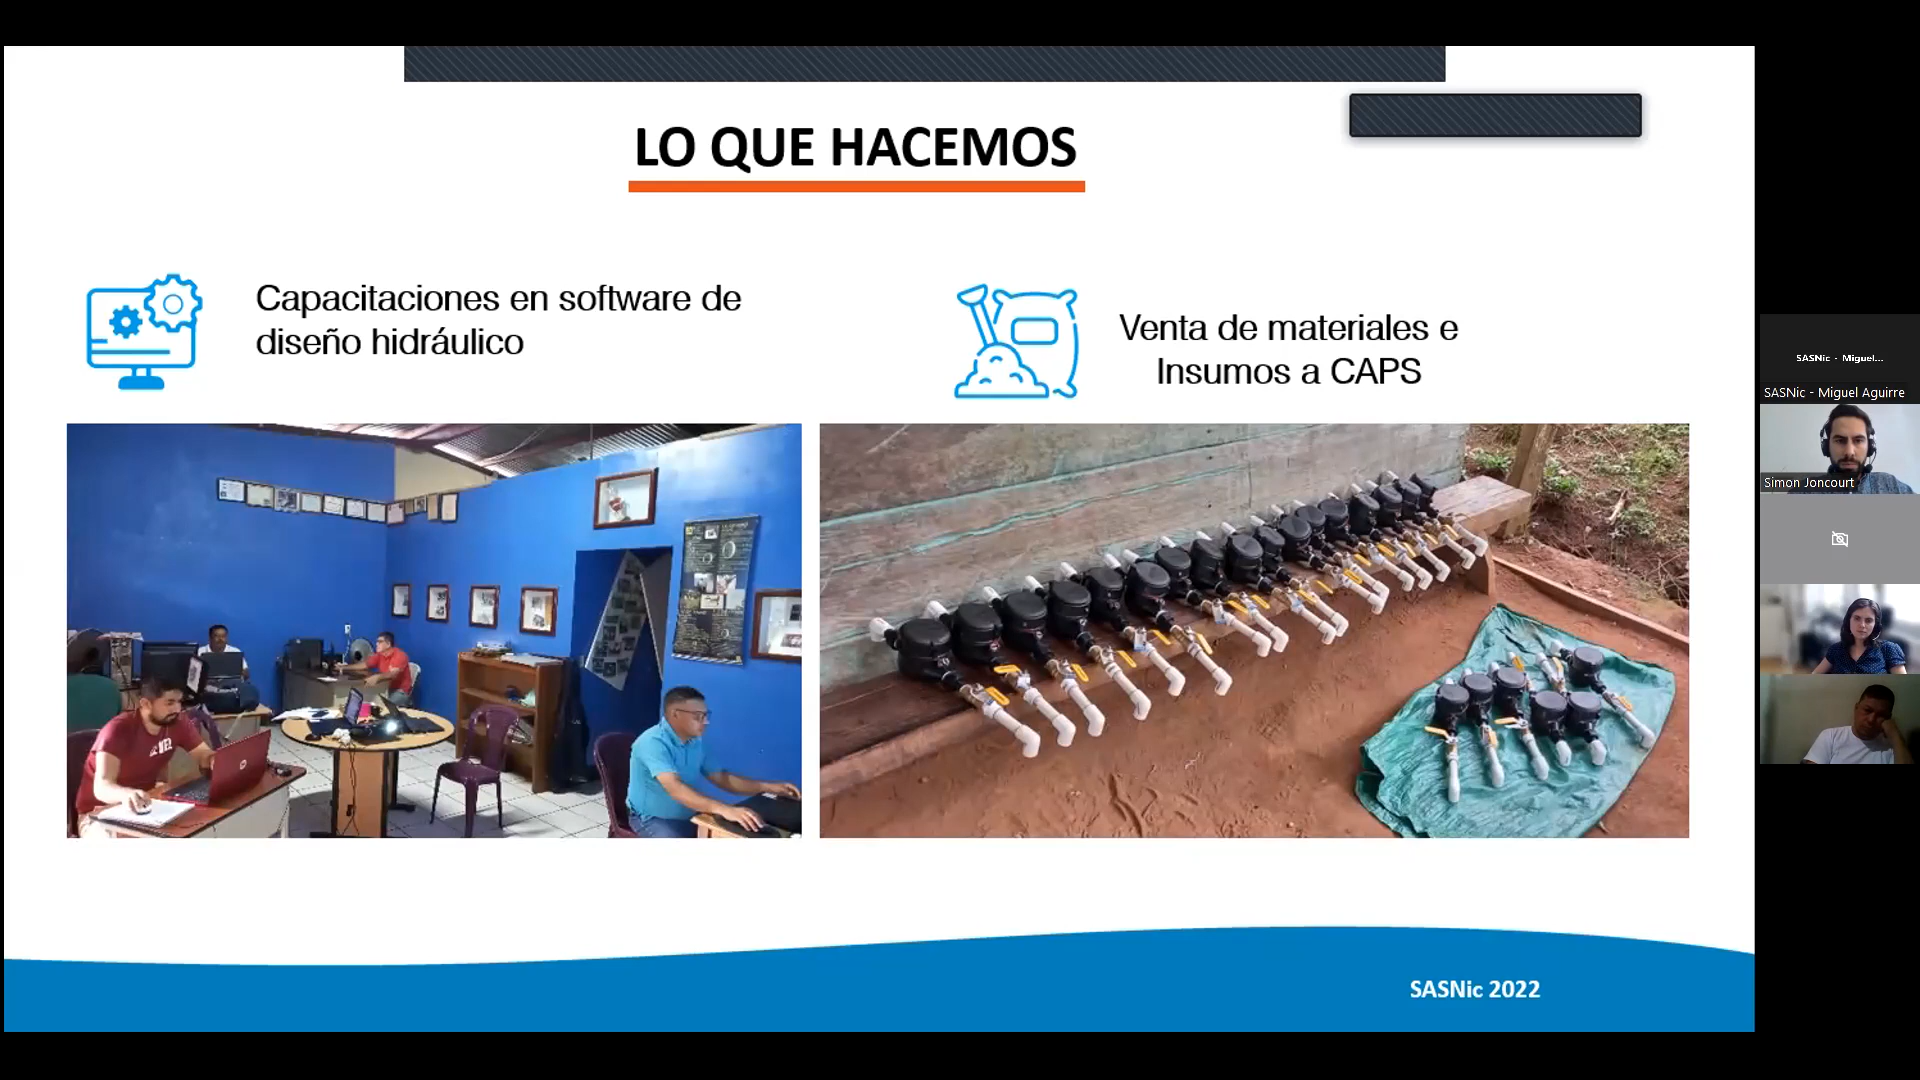 LO QUE HACEMOS
Capacitaciones en software de
diseño hidráulico
Venta de materiales e
Insumos a CAPS
SASNic 2022
SASNic - Miguel...
SASNic - Miguel Aguirre
Simon Joncourt